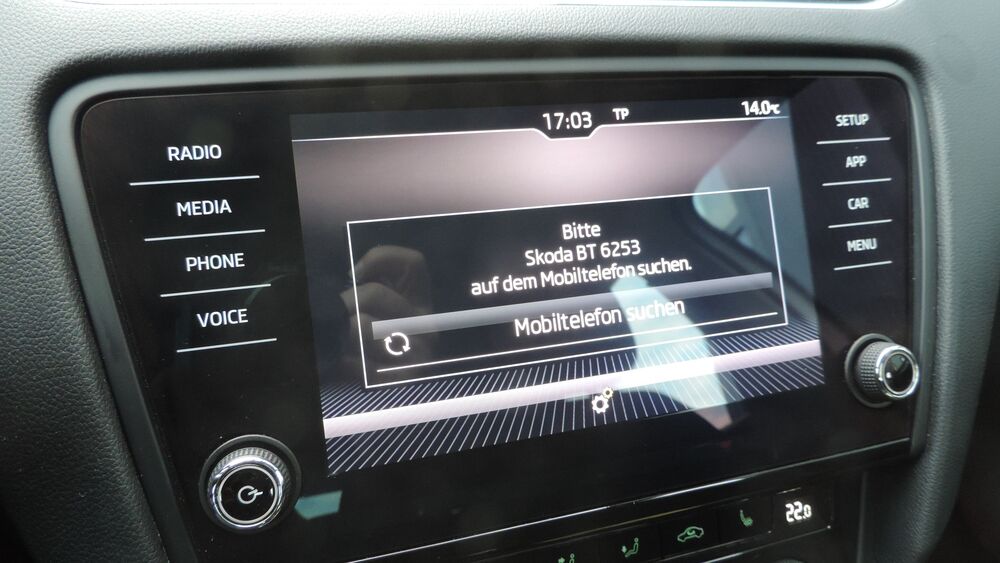 17:03 TP 14.0°C
RADIO
MEDIA
PHONE
VOICE
Bitte
Skoda BT 6253
auf dem Mobiltelefon suchen.
Mobiltelefon suchen
SETUP
APP
CAR
MENU
22.0